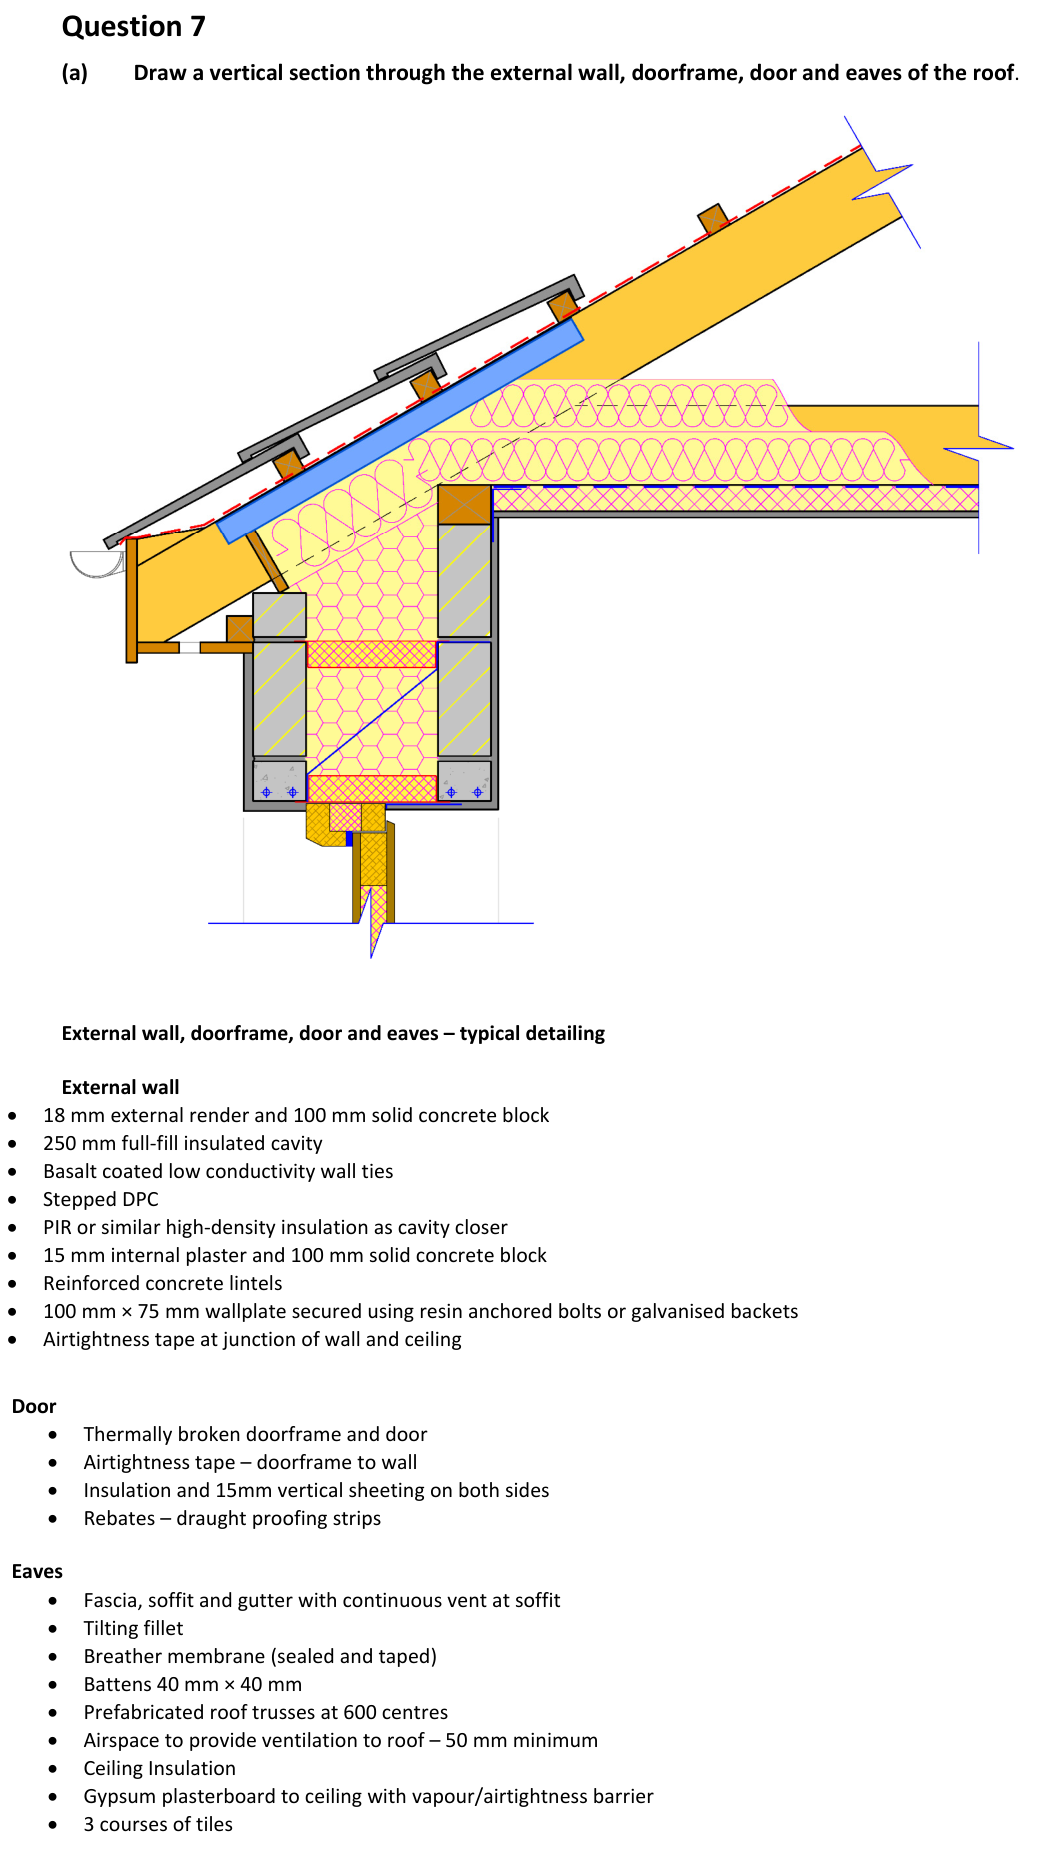 Question 7
(a) Draw a vertical section through the external wall, doorframe, door and eaves of the roof.
External wall, doorframe, door and eaves – typical detailing
External wall
• 18 mm external render and 100 mm solid concrete block
• 250 mm full-fill insulated cavity
• Basalt coated low conductivity wall ties
• Stepped DPC
• PIR or similar high-density insulation as cavity closer
• 15 mm internal plaster and 100 mm solid concrete block
• Reinforced concrete lintels
• 100 mm × 75 mm wallplate secured using resin anchored bolts or galvanised backets
• Airtightness tape at junction of wall and ceiling
Door
• Thermally broken doorframe and door
• Airtightness tape – doorframe to wall
• Insulation and 15mm vertical sheeting on both sides
• Rebates – draught proofing strips
Eaves
• Fascia, soffit and gutter with continuous vent at soffit
• Tilting fillet
• Breather membrane (sealed and taped)
• Battens 40 mm × 40 mm
• Prefabricated roof trusses at 600 centres
• Airspace to provide ventilation to roof – 50 mm minimum
• Ceiling Insulation
• Gypsum plasterboard to ceiling with vapour/airtightness barrier
• 3 courses of tiles